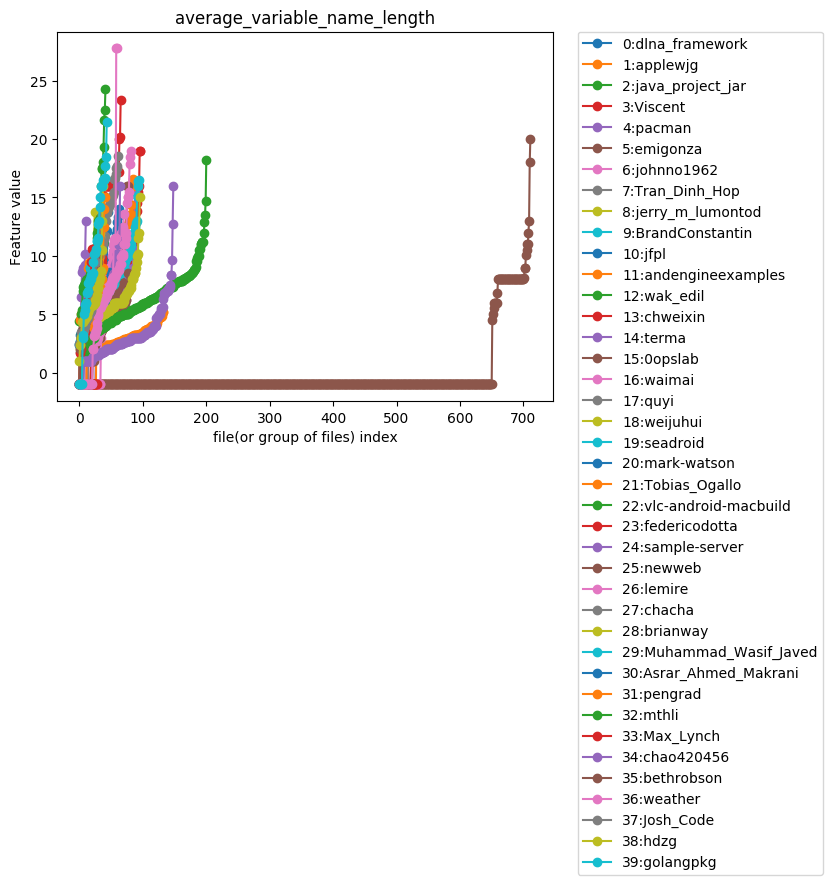 average_variable_name_length
Feature value
25
20
15
10
5
0
0
100
200
300
400
500
600
700
file(or group of files) index
0:dlna_framework
1:applewjg
2:java_project_jar
3:Viscent
4:pacman
5:emigonza
6:johnno1962
7:Tran_Dinh_Hop
8:jerry_m_lumontod
9:BrandConstantin
10:jfpl
11:andengineexamples
12:wak_edil
13:chweixin
14:terma
15:0opslab
16:waimai
17:quyi
18:weijuhui
19:seadroid
20:mark-watson
21:Tobias_Ogallo
22:vlc-android-macbuild
23:federicodotta
24:sample-server
25:newweb
26:lemire
27:chacha
28:brianway
29:Muhammad_Wasif_Javed
30:Asrar_Ahmed_Makrani
31:pengrad
32:mthli
33:Max_Lynch
34:chao420456
35:bethrobson
36:weather
37:Josh_Code
38:hdzg
39:golangpkg